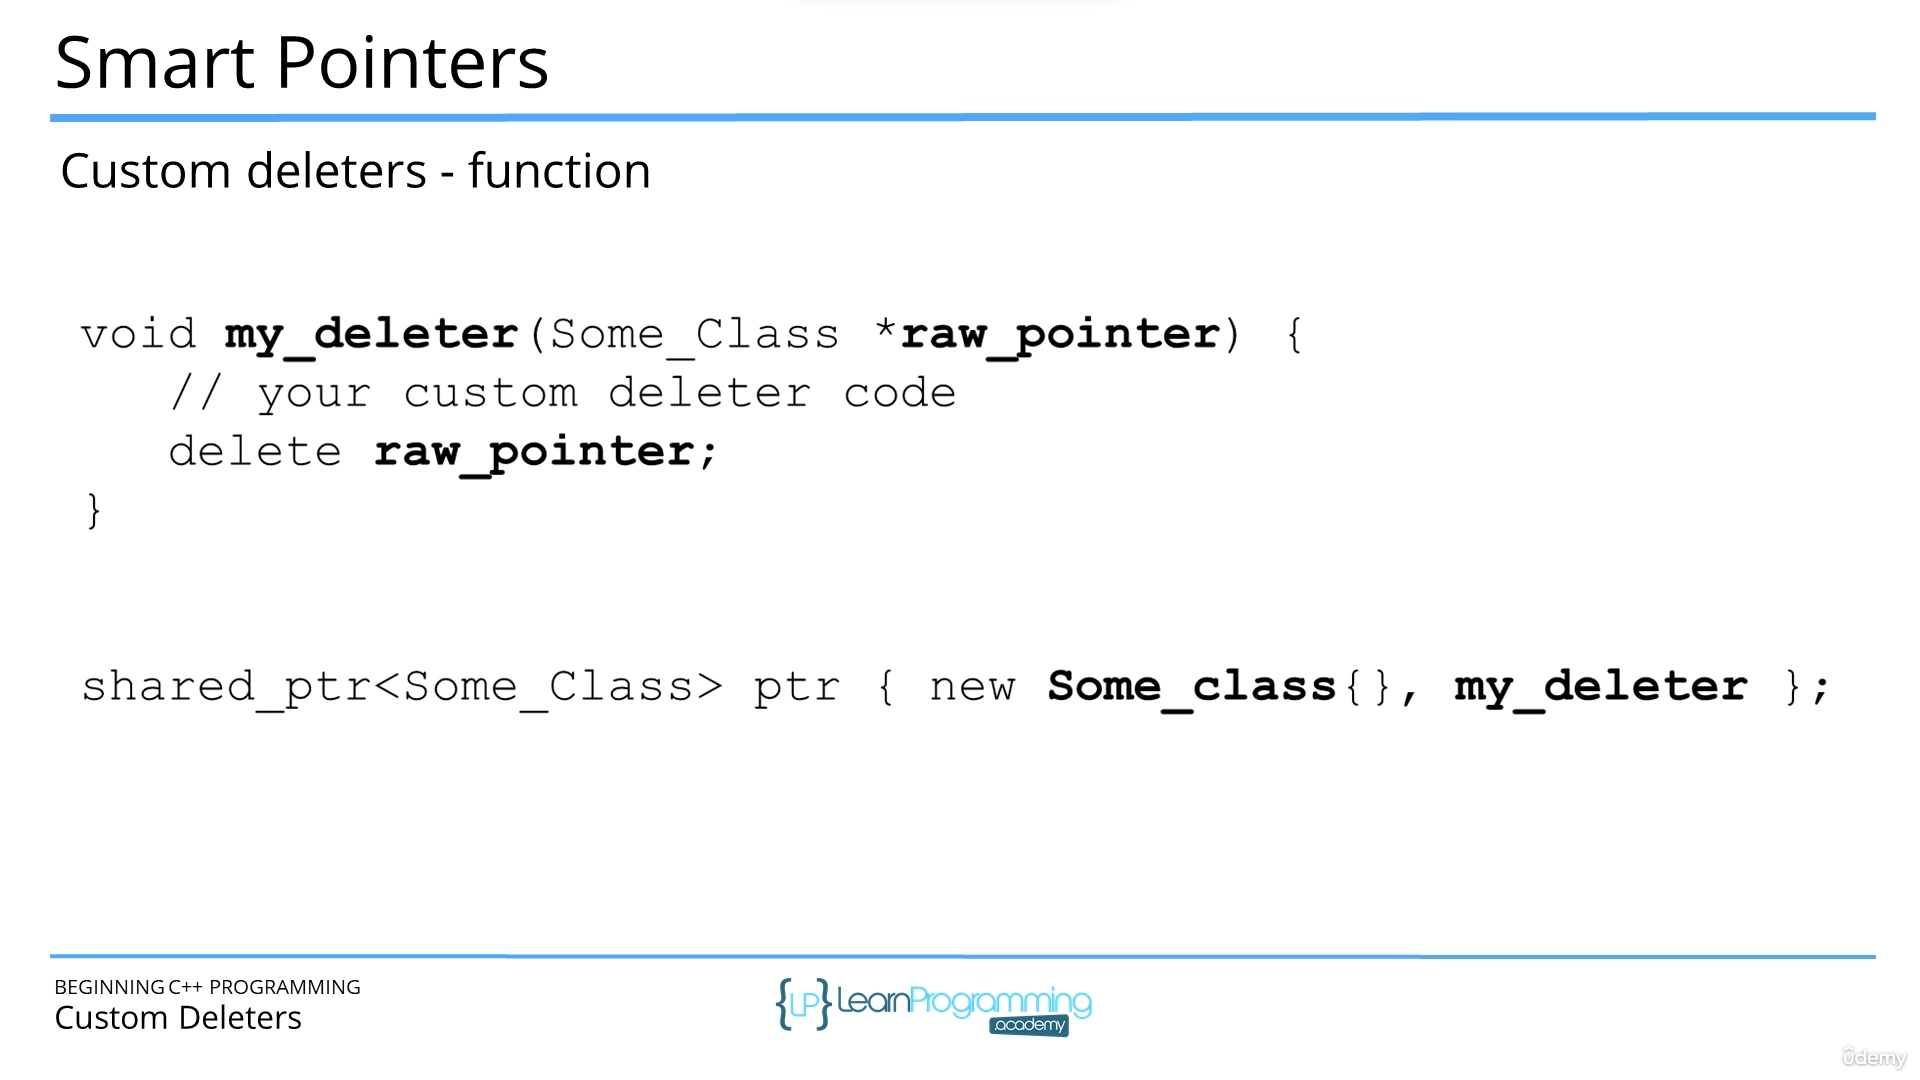 Smart Pointers
Custom deleters - function
void my_deleter(Some_Class *raw_pointer) {
// your custom deleter code
delete raw_pointer;
}
shared_ptr<Some_Class> ptr { new Some_class{}, my_deleter };
BEGINNING C++ PROGRAMMING
Custom Deleters
{LP} LearnProgramming
.academy
ûdemy